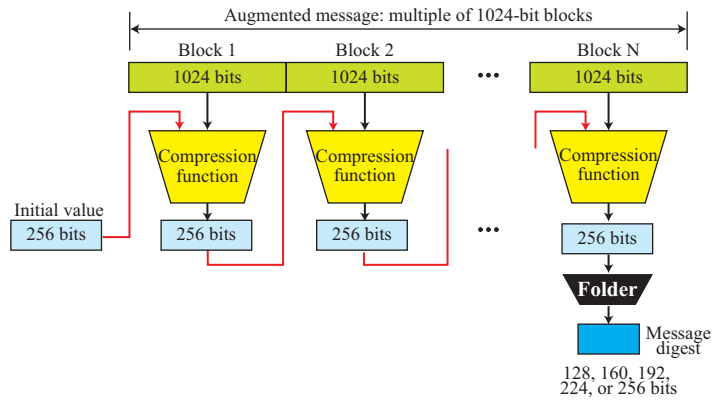 Augmented message: multiple of 1024-bit blocks
Block 1
Block 2
Block N
1024 bits
1024 bits
•••
1024 bits
Compression
function
Compression
function
Compression
function
Initial value
256 bits
256 bits
256 bits
•••
256 bits
Folder
Message
digest
128, 160, 192,
224, or 256 bits